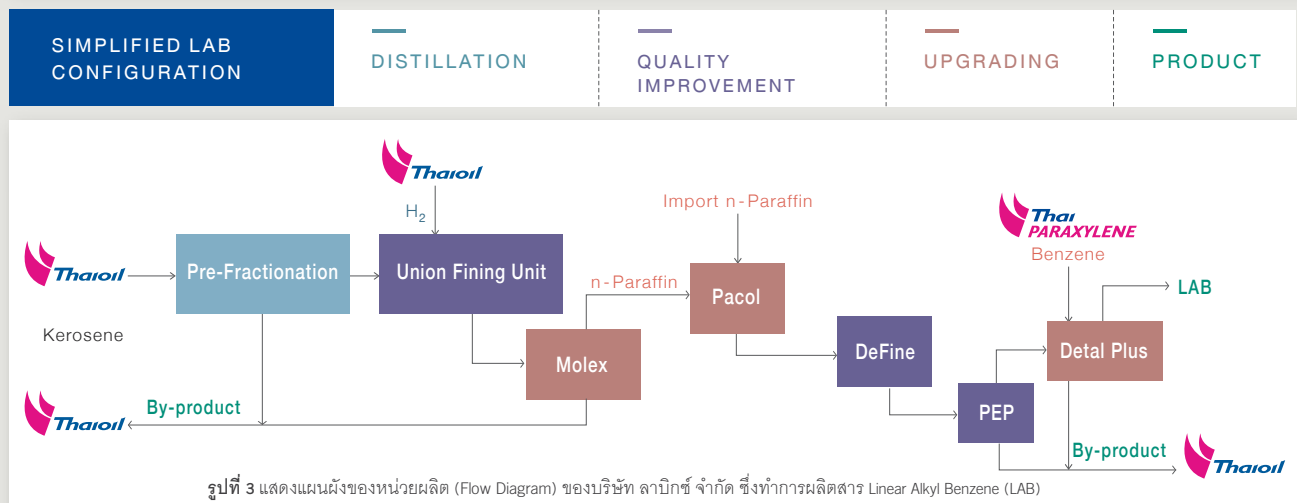 SIMPLIFIED LAB
CONFIGURATION
DISTILLATION
QUALITY
IMPROVEMENT
UPGRADING
PRODUCT
Thaioil
H2
Import n-Paraffin
Thai
PARAXYLENE
Benzene
Thaioil
Kerosene
Pre-Fractionation
Union Fining Unit
n-Paraffin
Pacol
LAB
Molex
DeFine
Detal Plus
PEP
By-product
Thaioil
By-product
Thaioil
รูปที่ 3 แสดงแผนผังของหน่วยผลิต (Flow Diagram) ของบริษัท ลาบิกซ์ จำกัด ซึ่งทำการผลิตสาร Linear Alkyl Benzene (LAB)